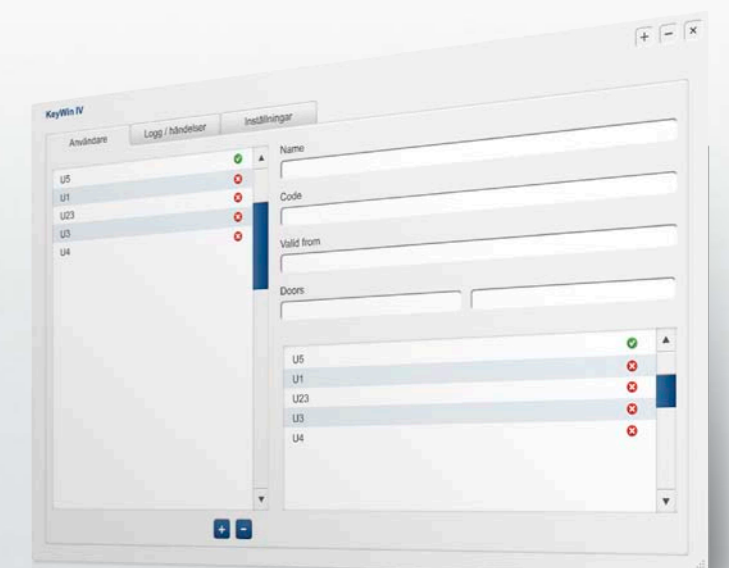 KeyWin IV
Användare
Logg / händelser
Inställningar
U5
U1
U23
U3
U4
Name
Code
Valid from
Doors
U5
U1
U23
U3
U4